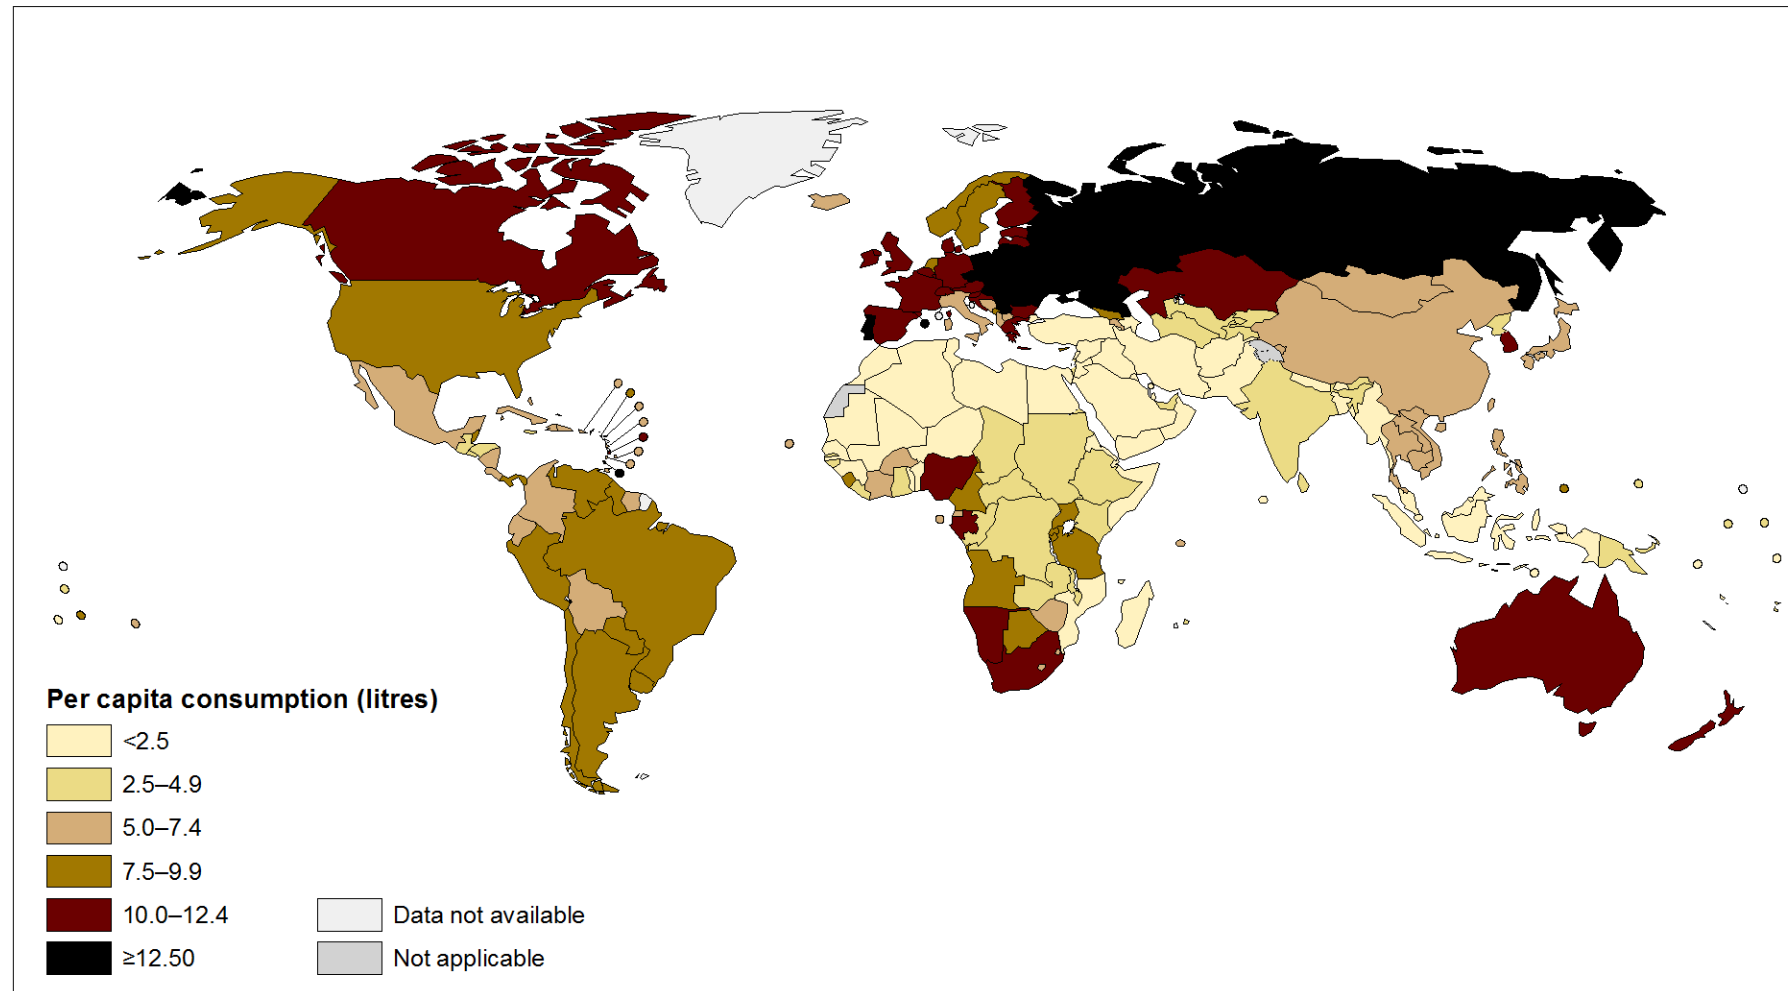 Per capita consumption (litres)
<2.5
2.5–4.9
5.0–7.4
7.5–9.9
10.0–12.4
≥12.50
Data not available
Not applicable